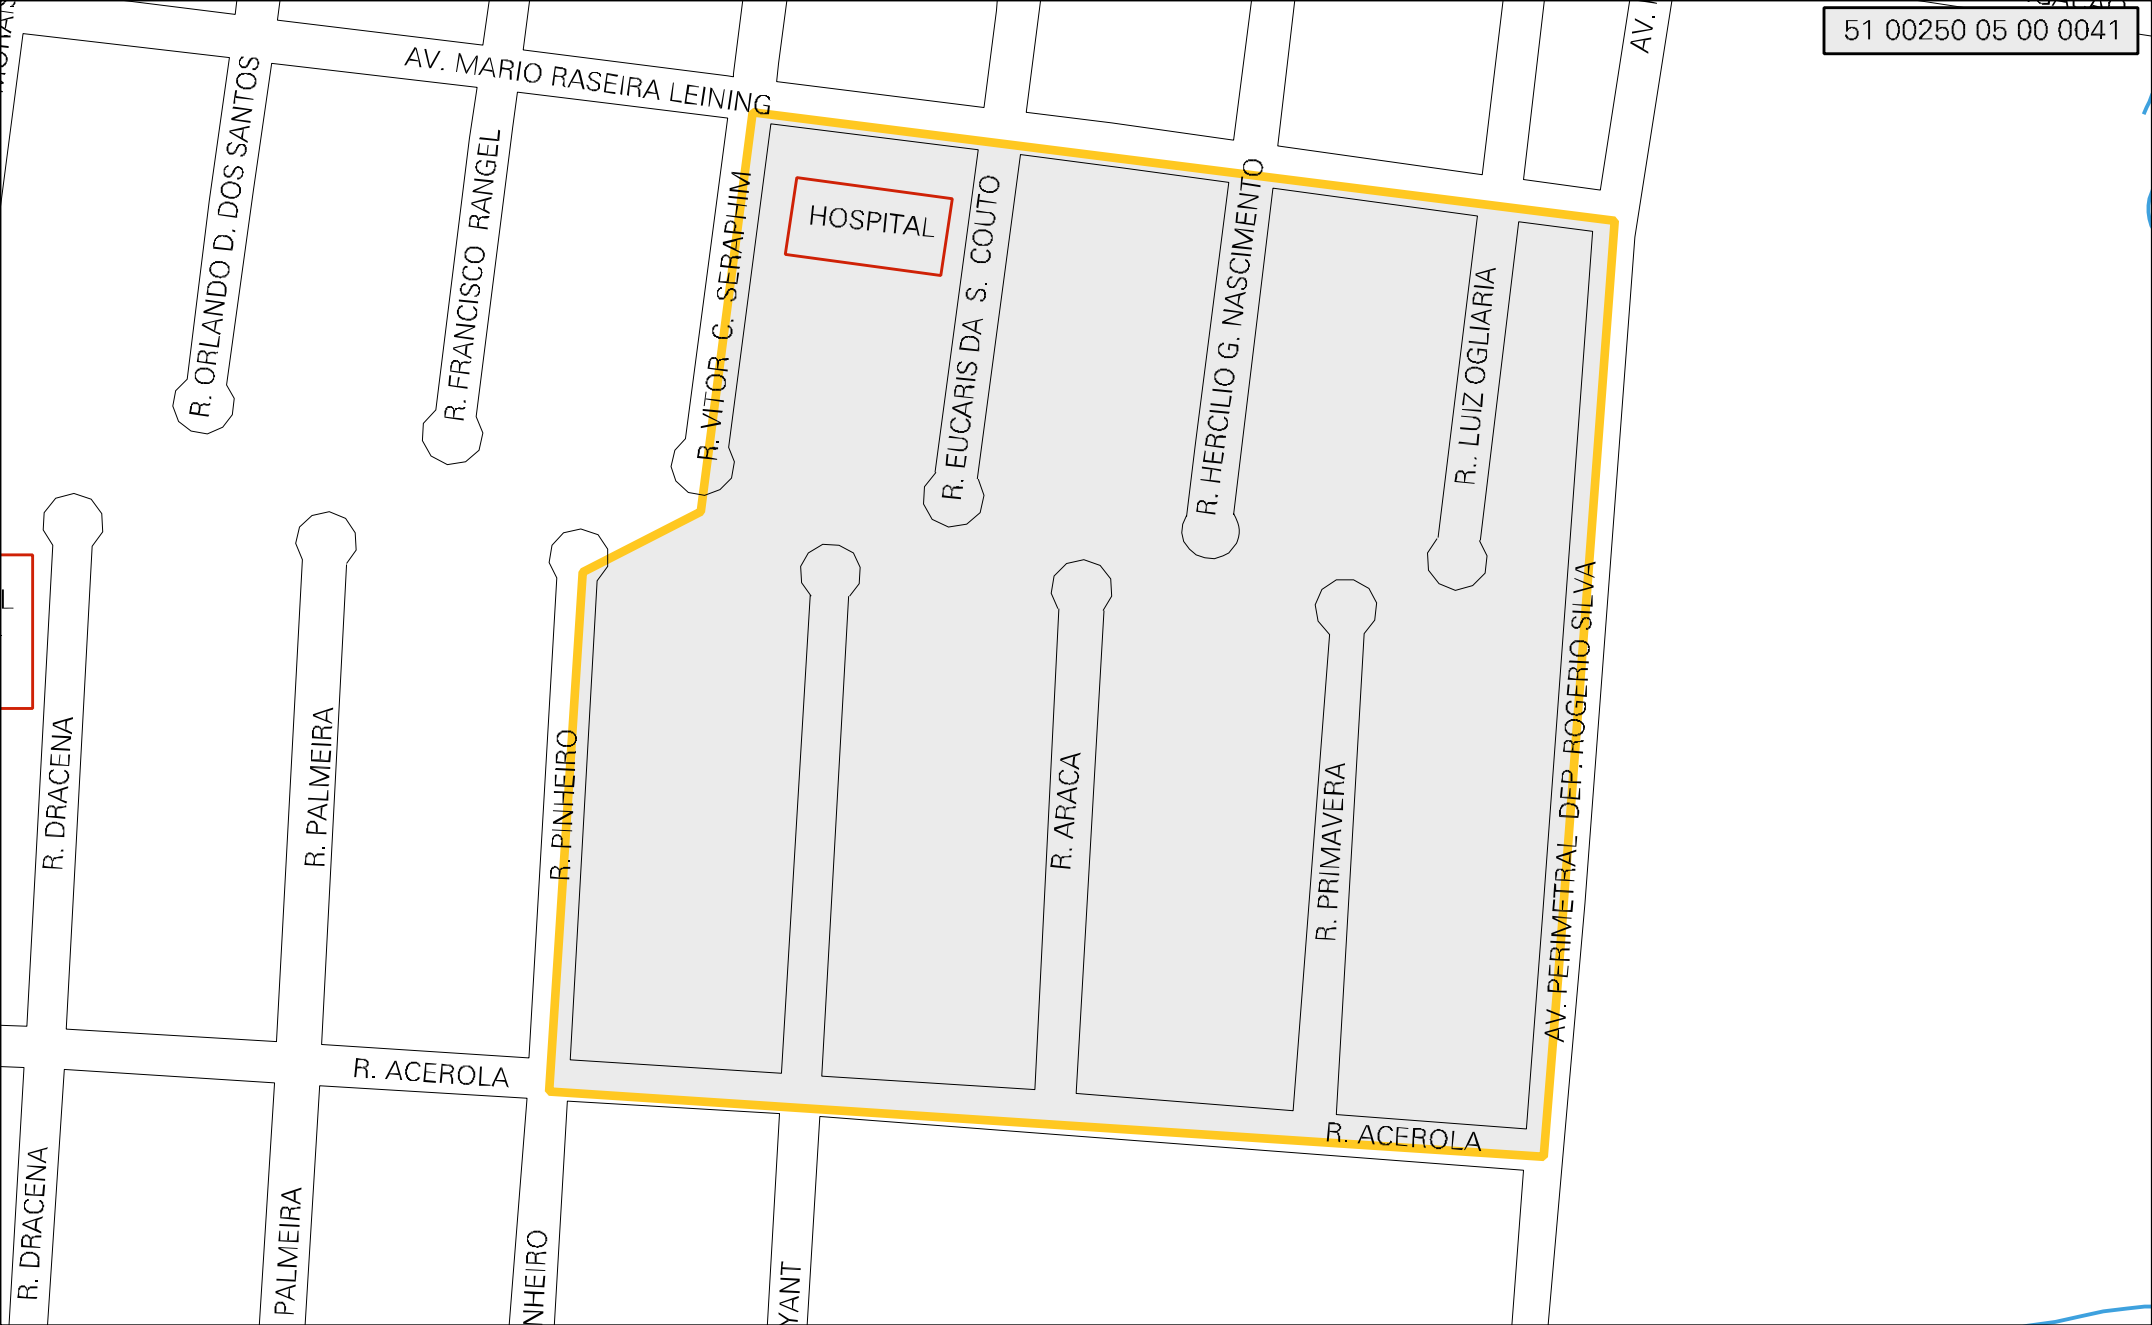 51 00250 05 00 0041
AV.
AV. MARIO RASEIRA LEINING
R. ORLANDO D. DOS SANTOS
R. FRANCISCO RANGEL
R. VITOR C. SERAPHIM
HOSPITAL
R. EUCARIS DA S. COUTO
R. HERCILIO G. NASCIMENTO
R.. LUIZ OGLIARIA
AV. PERIMETRAL DEP. ROGERIO SILVA
L
R. DRACENA
R. PALMEIRA
R. PINHEIRO
R. ARACA
R. PRIMAVERA
R. ACEROLA
R. ACEROLA
R. DRACENA
PALMEIRA
NHEIRO
YANT